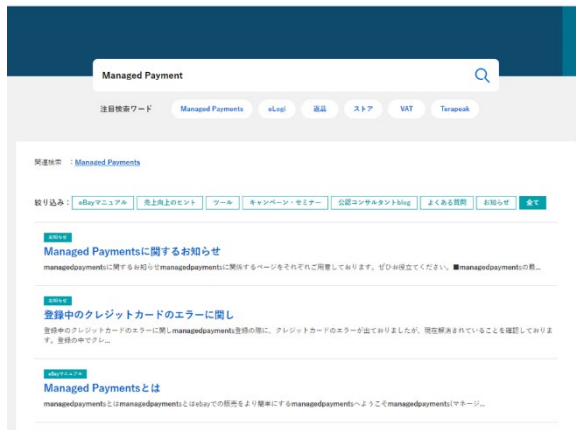 Managed Payment
注目検索ワード Managed Payments eLogi 返品 ストア VAT Terapeak
関連検索 : Managed Payments
絞り込み: eBayマニュアル 売上向上のヒント ツール キャンペーン・セミナー 公認コンサルタントblog よくある質問 お知らせ 全て
お知らせ
Managed Paymentsに関するお知らせ
managedpaymentsに関するお知らせmanagedpaymentsに関係するページをそれぞれご用意しております。ぜひお役立てください。■managedpaymentsの最...
お知らせ
登録中のクレジットカードのエラーに関し
登録中のクレジットカードのエラーに関しmanagedpayments登録の際に、クレジットカードのエラーが出ておりましたが、現在解消されていることを確認しておりま
す。登録の中でクレ...
eBayマニュアル
Managed Paymentsとは
managedpaymentsとはmanagedpaymentsとはebayでの販売をより簡単にするmanagedpaymentsへようこそmanagedpayments(マネージ...